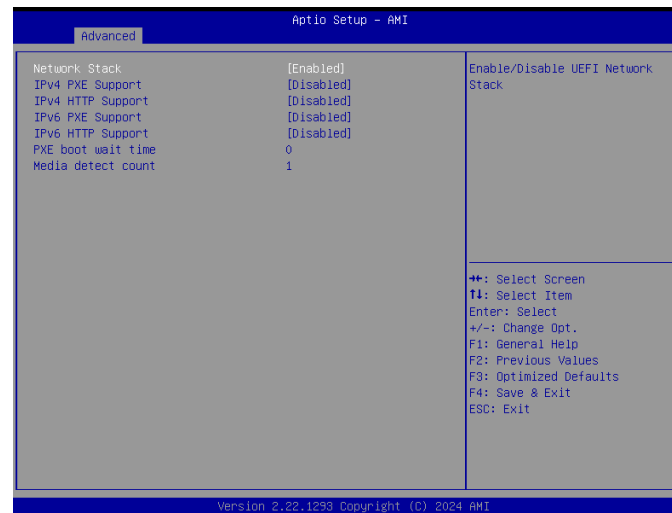 Aptio Setup - AMI
Advanced
Network Stack [Enabled]
IPv4 PXE Support [Disabled]
IPv4 HTTP Support [Disabled]
IPv6 PXE Support [Disabled]
IPv6 HTTP Support [Disabled]
PXE boot wait time 0
Media detect count 1
Enable/Disable UEFI Network
Stack
→←: Select Screen
↑↓: Select Item
Enter: Select
+/-: Change Opt.
F1: General Help
F2: Previous Values
F3: Optimized Defaults
F4: Save & Exit
ESC: Exit
Version 2.22.1293 Copyright (C) 2024 AMI